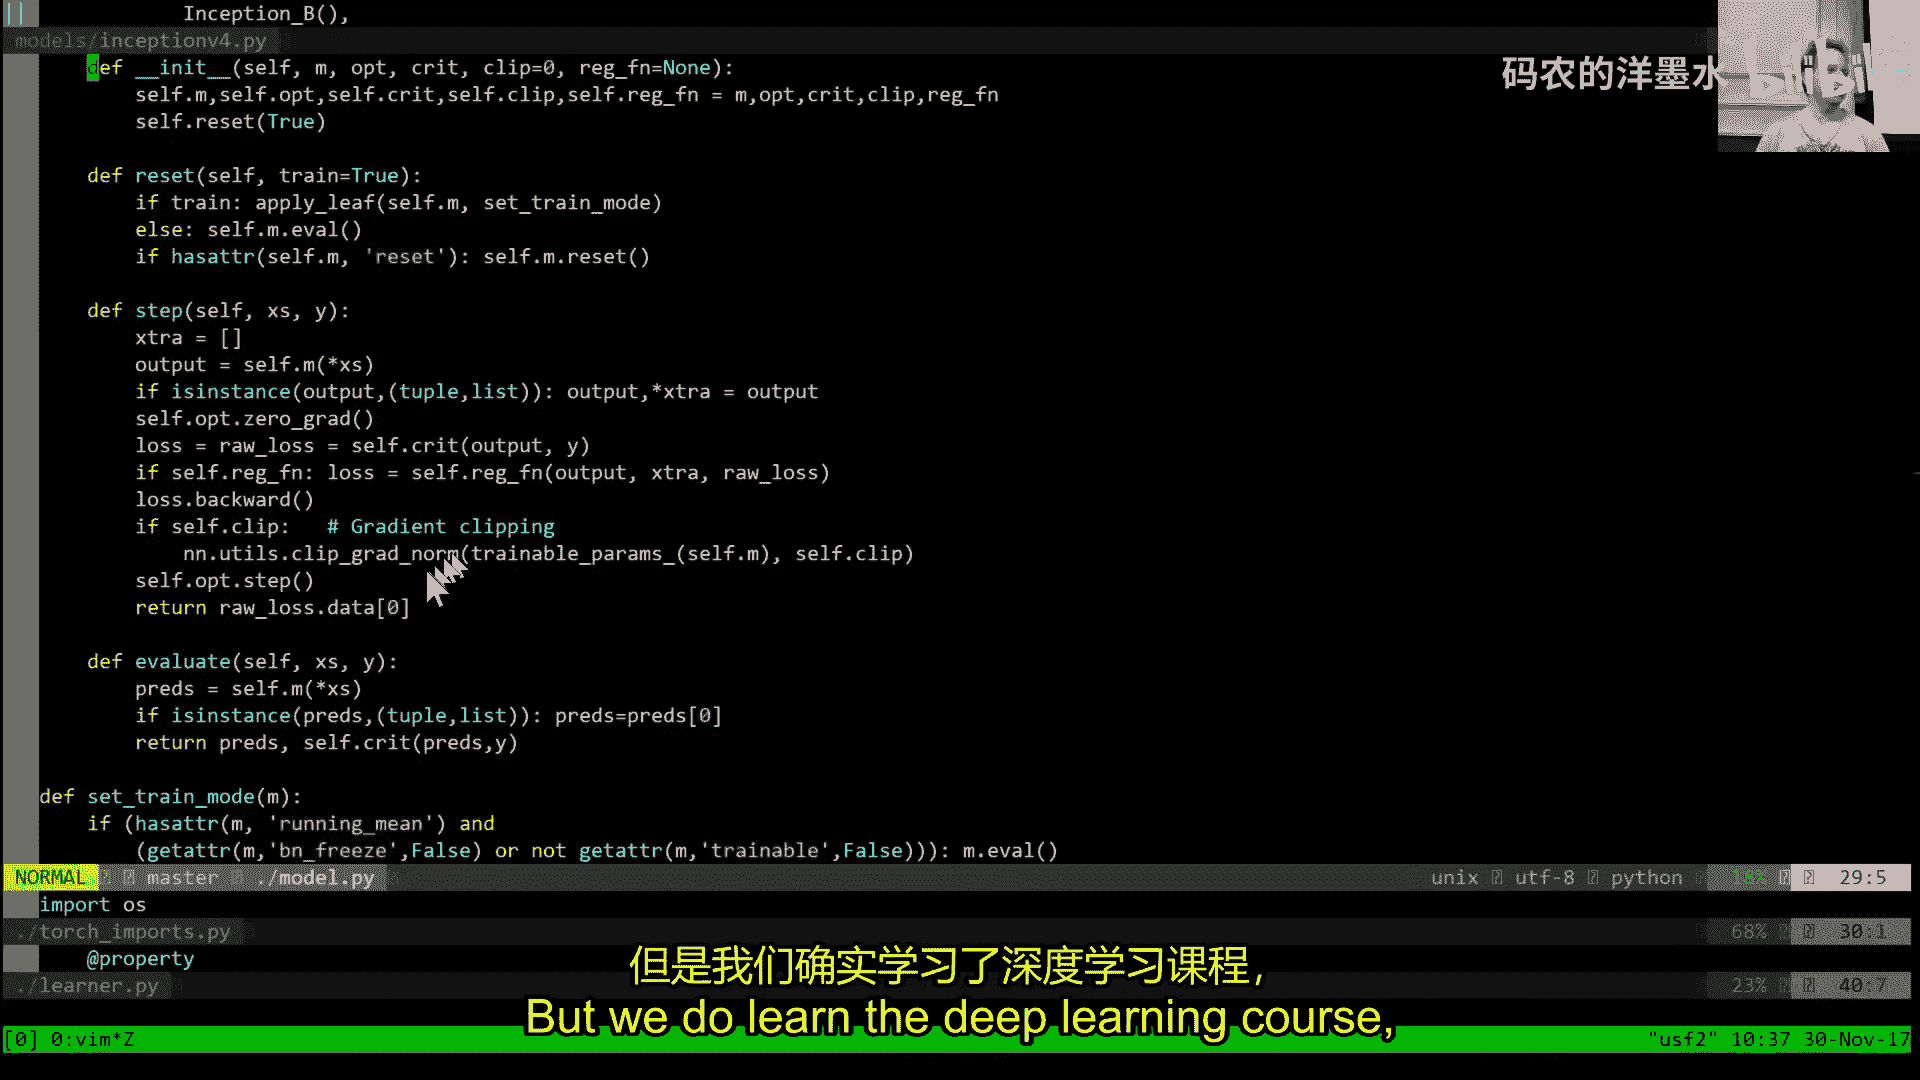 Inception_B(),
models/inceptionv4.py
def __init__(self, m, opt, crit, clip=0, reg_fn=None):
self.m,self.opt,self.crit,self.clip,self.reg_fn = m,opt,crit,clip,reg_fn
self.reset(True)
def reset(self, train=True):
if train: apply_leaf(self.m, set_train_mode)
else: self.m.eval()
if hasattr(self.m, 'reset'): self.m.reset()
def step(self, xs, y):
xtra = []
output = self.m(*xs)
if isinstance(output,(tuple,list)): output,*xtra = output
self.opt.zero_grad()
loss = raw_loss = self.crit(output, y)
if self.reg_fn: loss = self.reg_fn(output, xtra, raw_loss)
loss.backward()
if self.clip:   # Gradient clipping
nn.utils.clip_grad_norm(trainable_params_(self.m), self.clip)
self.opt.step()
return raw_loss.data[0]
def evaluate(self, xs, y):
preds = self.m(*xs)
if isinstance(preds,(tuple,list)): preds=preds[0]
return preds, self.crit(preds,y)
def set_train_mode(m):
if (hasattr(m, 'running_mean') and
(getattr(m,'bn_freeze',False) or not getattr(m,'trainable',False))): m.eval()
NORMAL master ./model.py unix utf-8 python 18% 29:5
import os
./torch_imports.py 68% 30:1
@property
./learner.py 23% 40:7
[0] 0:vim*Z "usf2" 10:37 30-Nov-17
码农的洋墨水
但是我们确实学习了深度学习课程，
But we do learn the deep learning course,